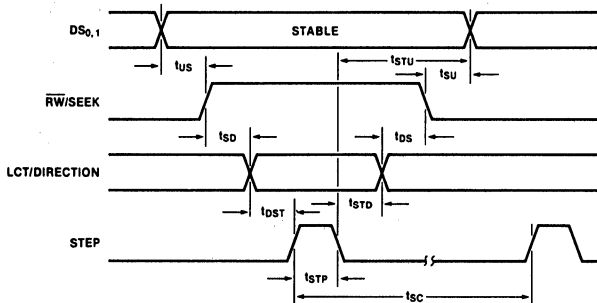 DS0,1
STABLE
tUS
tSTU
tSU
RW/SEEK
tSD
tDS
LCT/DIRECTION
tDST
tSTD
STEP
tSTP
tSC